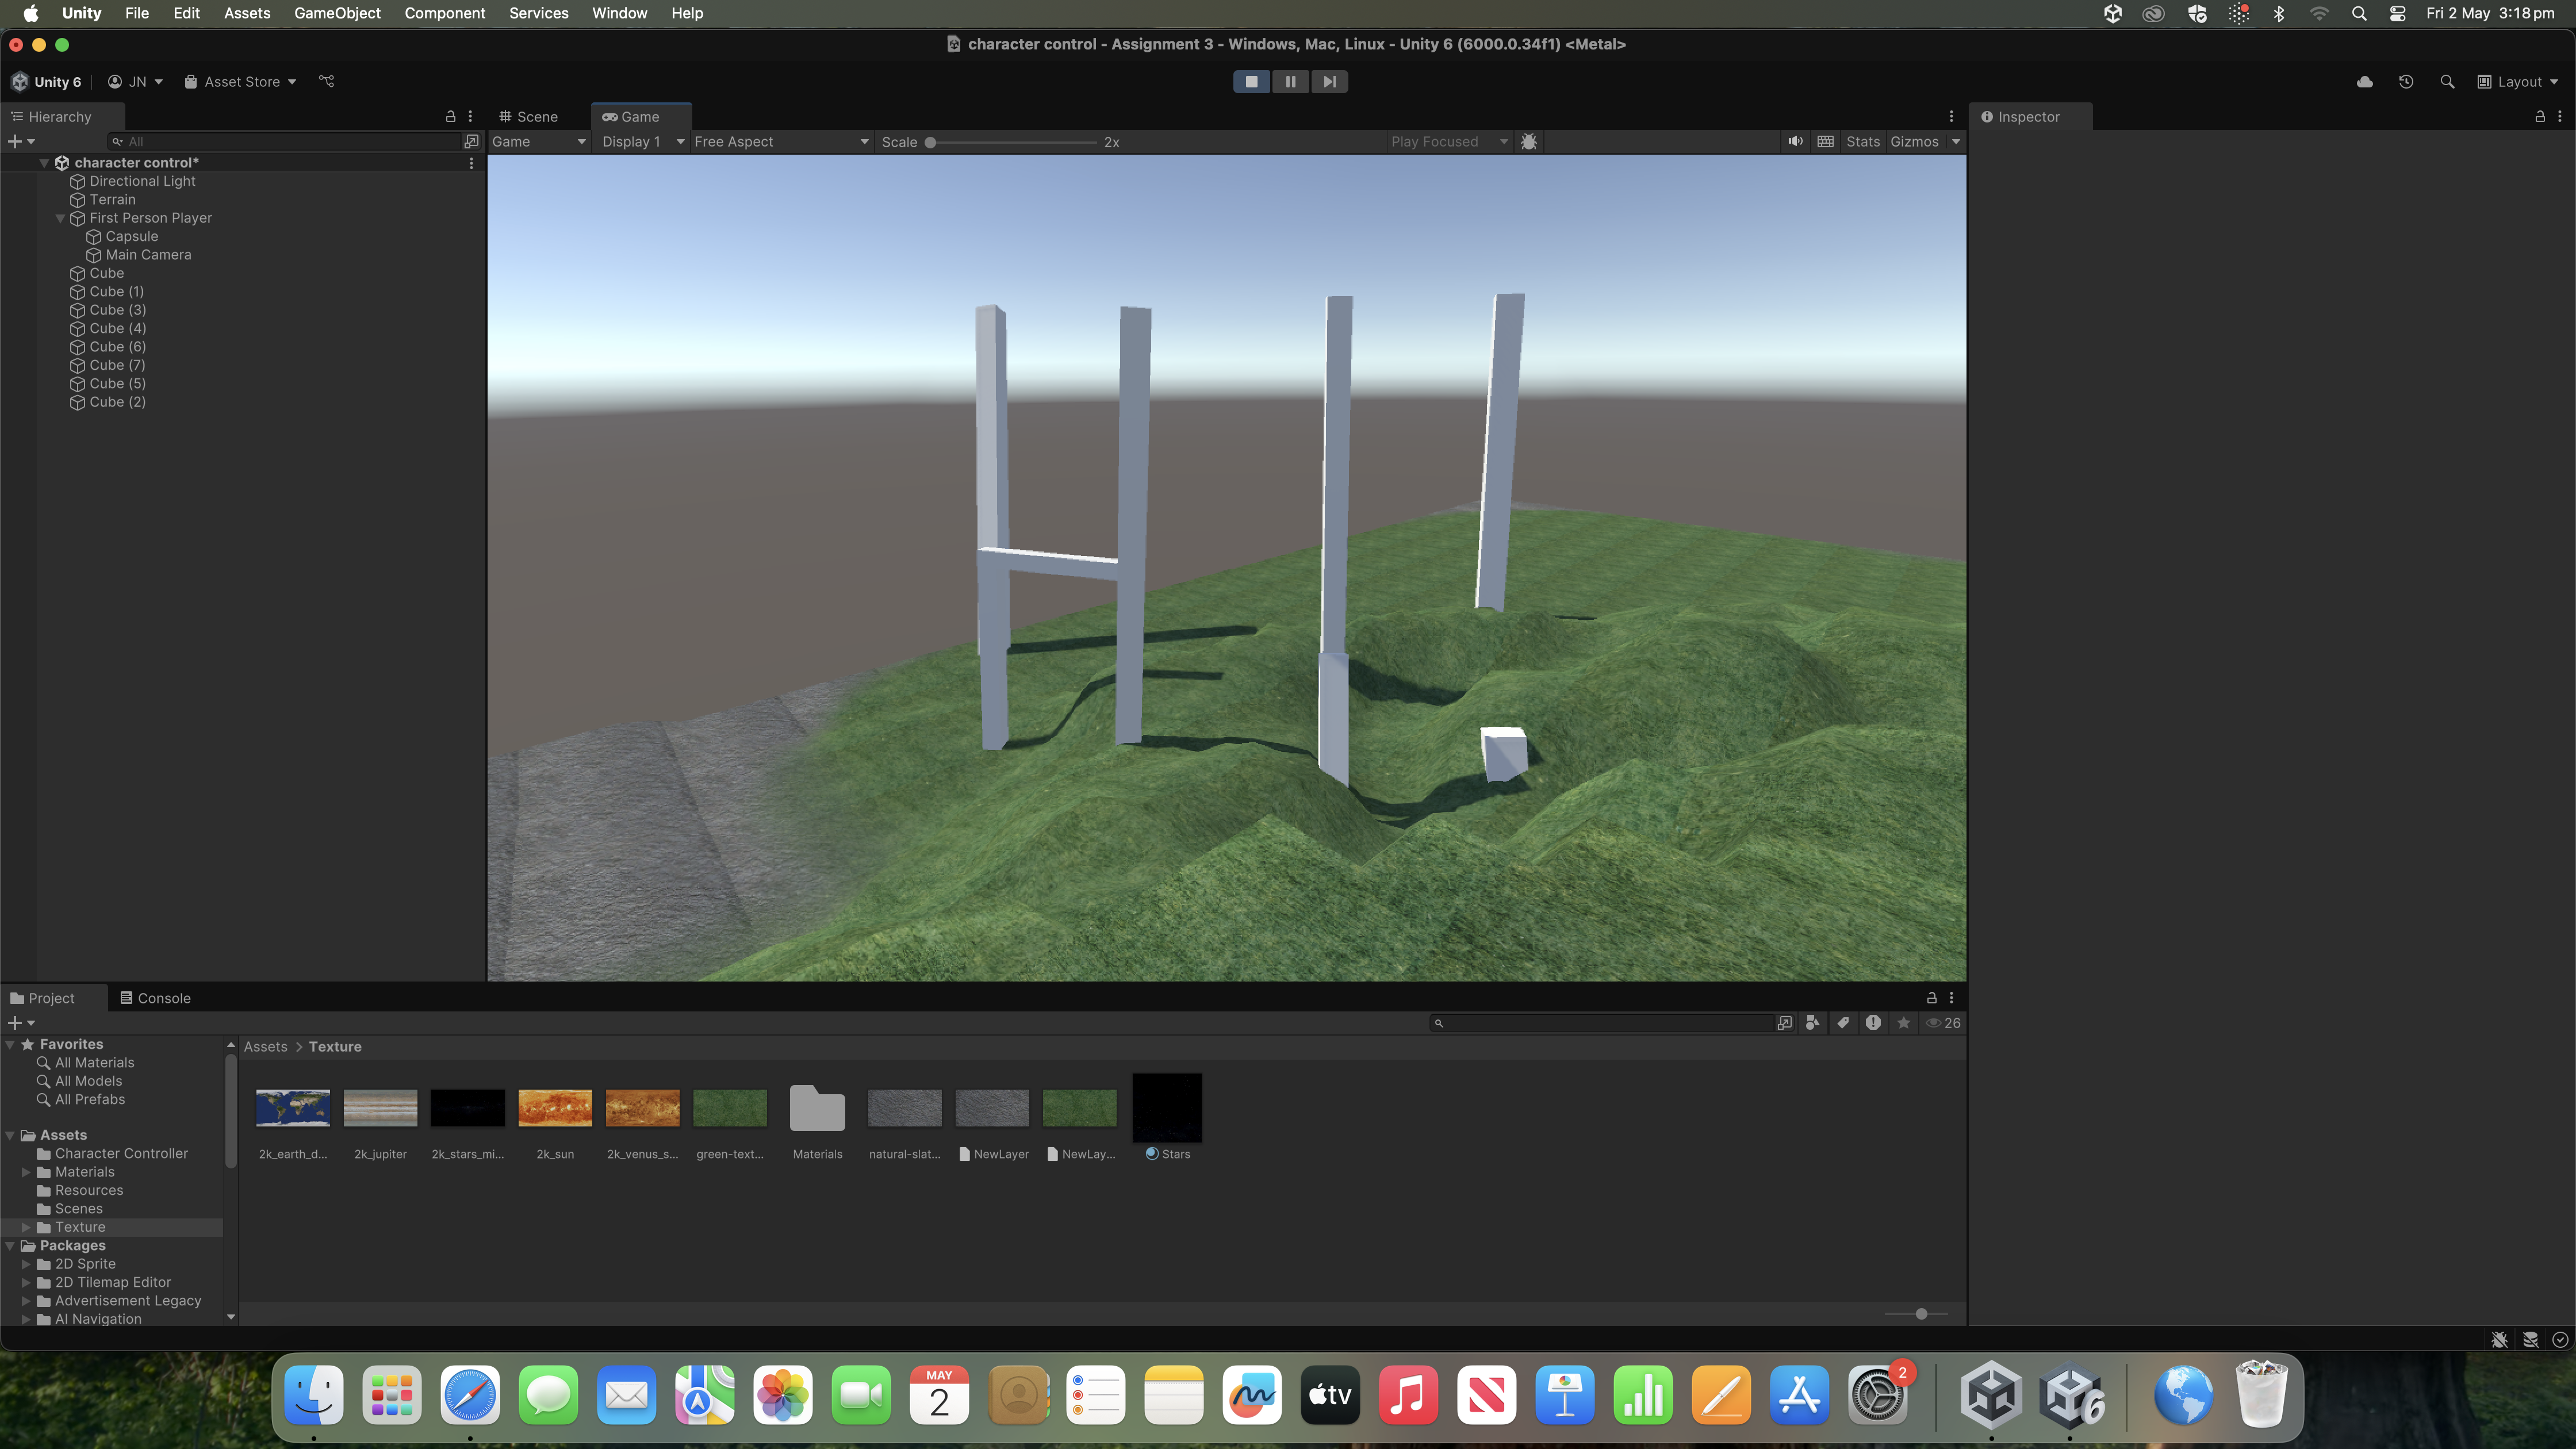 Unity File Edit Assets GameObject Component Services Window Help Fri 2 May 3:18 pm
character control - Assignment 3 - Windows, Mac, Linux - Unity 6 (6000.0.34f1) <Metal>
Unity 6 JN Asset Store Layout
Hierarchy Scene Game Inspector
All Game Display 1 Free Aspect Scale 2x Play Focused Stats Gizmos
character control*
Directional Light
Terrain
First Person Player
Capsule
Main Camera
Cube
Cube (1)
Cube (3)
Cube (4)
Cube (6)
Cube (7)
Cube (5)
Cube (2)
Project Console
26
Favorites
All Materials
All Models
All Prefabs
Assets
Character Controller
Materials
Resources
Scenes
Texture
Packages
2D Sprite
2D Tilemap Editor
Advertisement Legacy
AI Navigation
Assets > Texture
2k_earth_d... 2k_jupiter 2k_stars_mi... 2k_sun 2k_venus_s... green-text... Materials natural-slat... NewLayer NewLay... Stars
MAY
2
tv
2
6